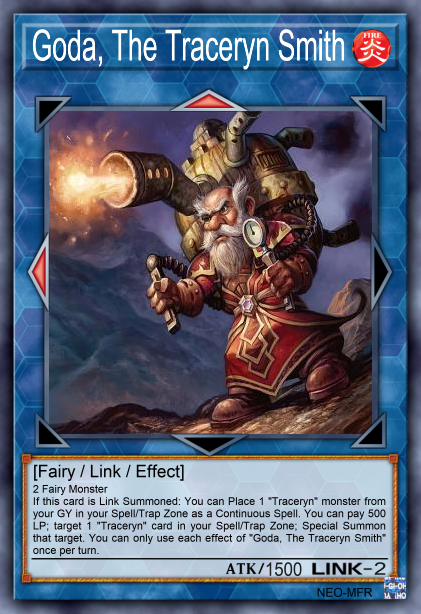 Goda, The Traceryn Smith
FIRE
炎
[Fairy / Link / Effect]
2 Fairy Monster
If this card is Link Summoned: You can Place 1 "Traceryn" monster from
your GY in your Spell/Trap Zone as a Continuous Spell. You can pay 500
LP; target 1 "Traceryn" card in your Spell/Trap Zone; Special Summon
that target. You can only use each effect of "Goda, The Traceryn Smith"
once per turn.
ATK/1500 LINK-2
NEO-MFR